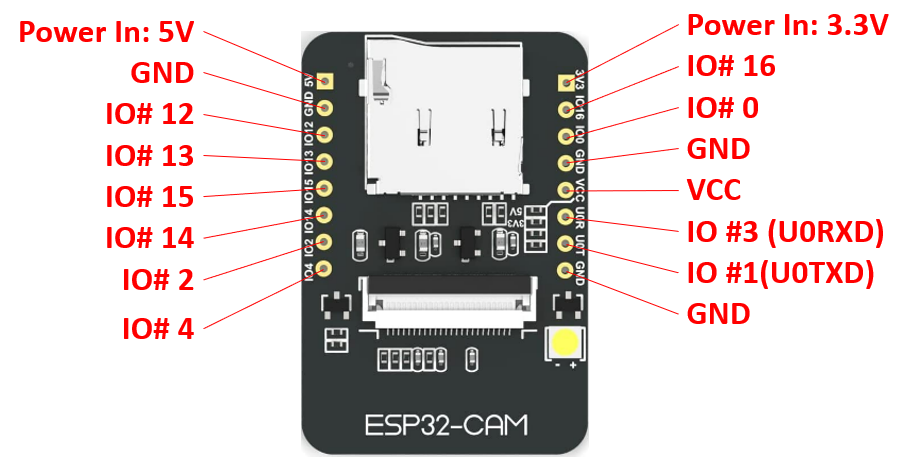 Power In: 5V
GND
IO# 12
IO# 13
IO# 15
IO# 14
IO# 2
IO# 4
5V
GND
IO12
IO13
IO15
IO14
IO2
IO4
5V
3V3
3V3
IO16
IO0
GND
VCC
UOR
UOT
GND
- +
ESP32-CAM
Power In: 3.3V
IO# 16
IO# 0
GND
VCC
IO #3 (U0RXD)
IO #1(U0TXD)
GND